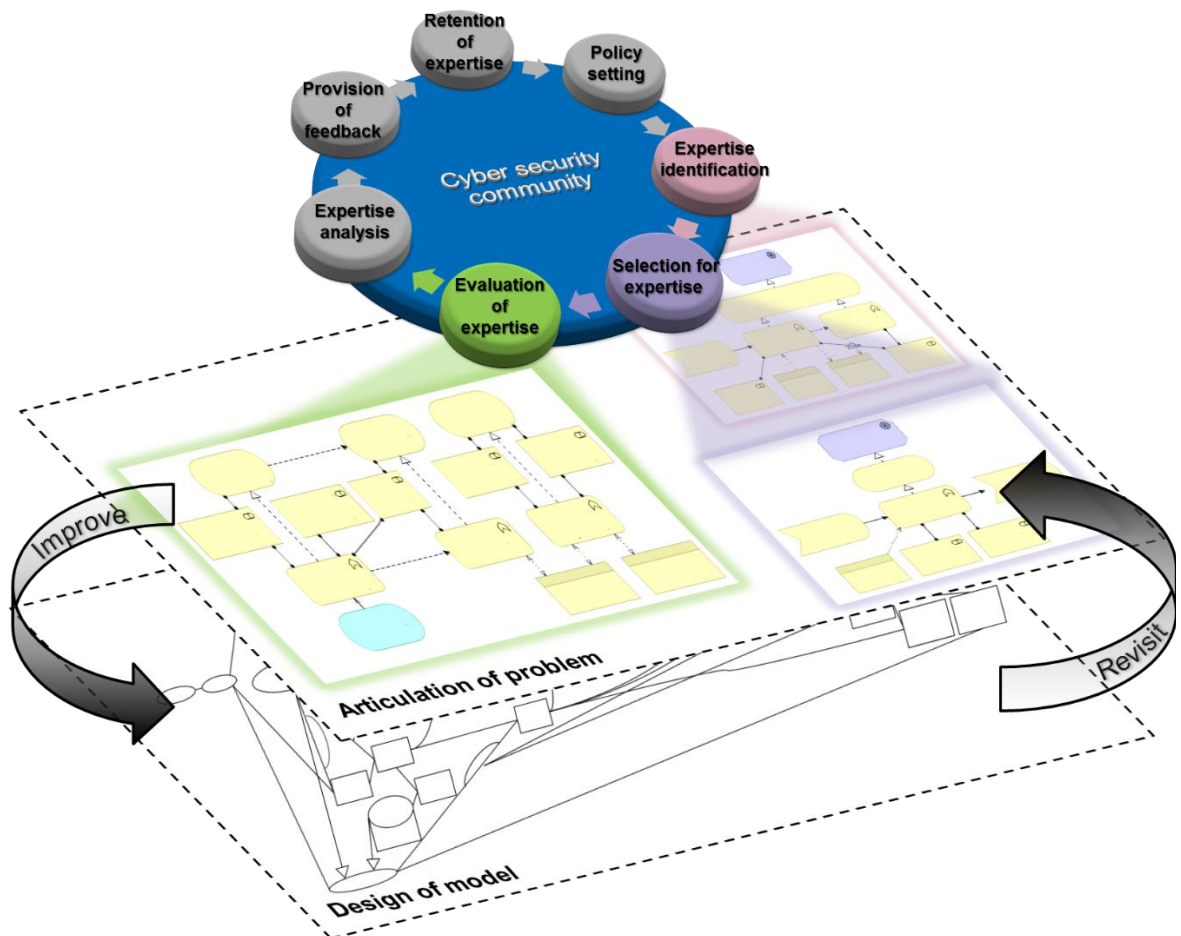 Retention
of
expertise
Policy
setting
Provision
of
feedback
Expertise
identification
Cyber security
community
Expertise
analysis
Selection for
expertise
Evaluation
of
expertise
Improve
Revisit
Articulation of problem
Design of model